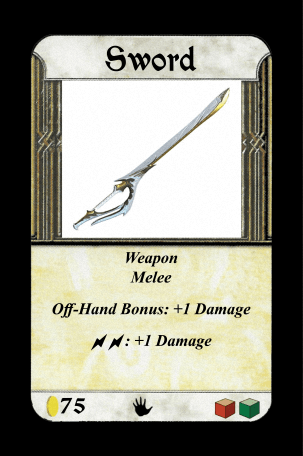 Sword
Weapon
Melee
Off-Hand Bonus: +1 Damage
: +1 Damage
75